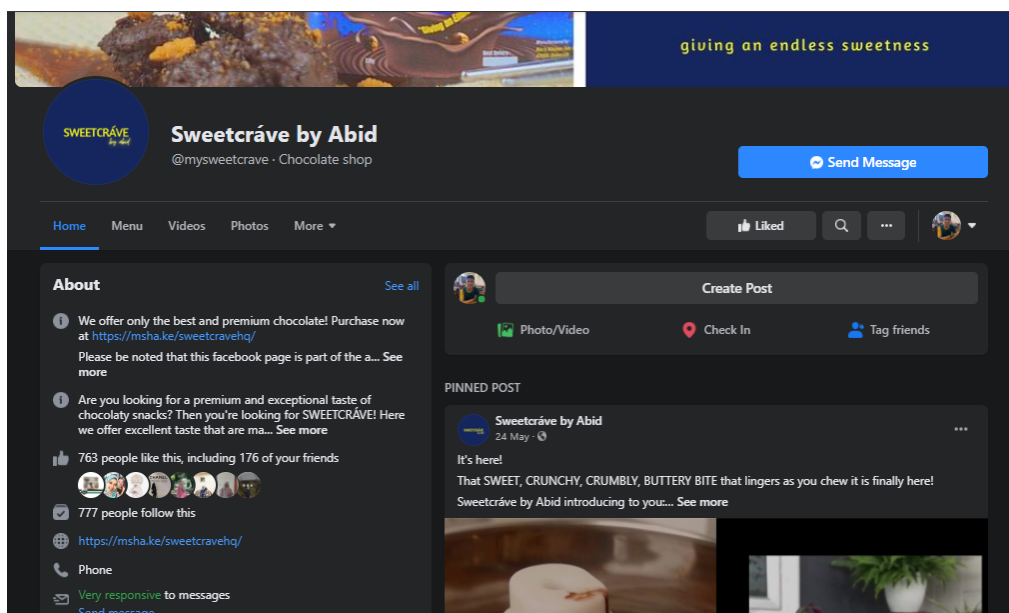 giving an endless sweetness
SWEETCRÁVE
by abid
Sweetcráve by Abid
@mysweetcrave · Chocolate shop
Send Message
Home Menu Videos Photos More
Liked
About See all
We offer only the best and premium chocolate! Purchase now
at https://msha.ke/sweetcravehq/
Please be noted that this facebook page is part of the a... See
more
Are you looking for a premium and exceptional taste of
chocolaty snacks? Then you're looking for SWEETCRÁVE! Here
we offer excellent taste that are ma... See more
763 people like this, including 176 of your friends
777 people follow this
https://msha.ke/sweetcravehq/
Phone
Very responsive to messages
Send message
Create Post
Photo/Video Check In Tag friends
PINNED POST
Sweetcráve by Abid
24 May ·
It's here!
That SWEET, CRUNCHY, CRUMBLY, BUTTERY BITE that lingers as you chew it is finally here!
Sweetcráve by Abid introducing to you:... See more